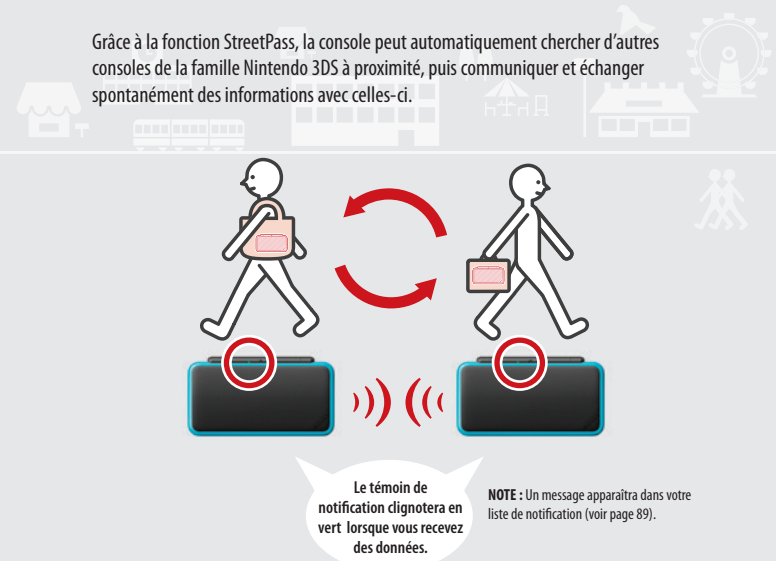 Grâce à la fonction StreetPass, la console peut automatiquement chercher d'autres
consoles de la famille Nintendo 3DS à proximité, puis communiquer et échanger
spontanément des informations avec celles-ci.
Le témoin de
notification clignotera en
vert lorsque vous recevez
des données.
NOTE : Un message apparaîtra dans votre
liste de notification (voir page 89).